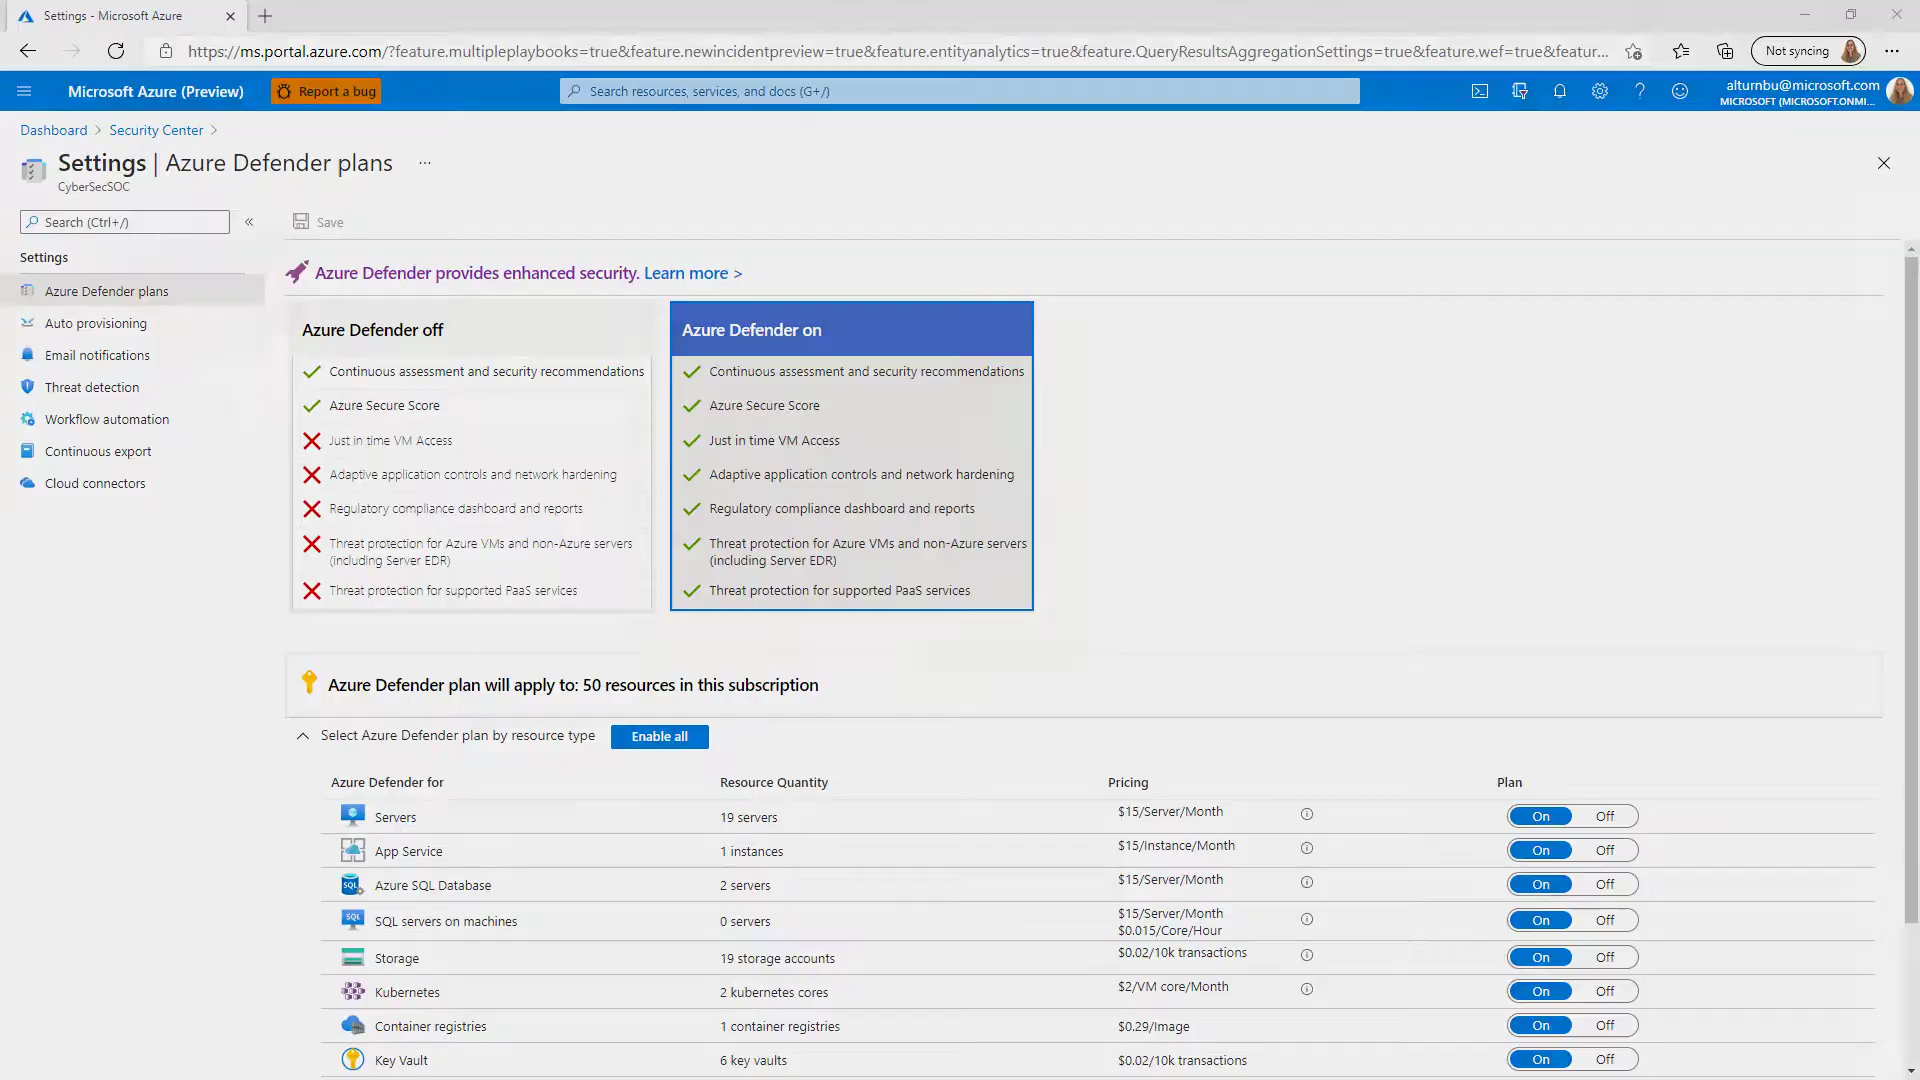 Settings - Microsoft Azure
https://ms.portal.azure.com/?feature.multipleplaybooks=true&feature.newincidentpreview=true&feature.entityanalytics=true&feature.QueryResultsAggregationSettings=true&feature.wef=true&featur...
Not syncing
Microsoft Azure (Preview)
Report a bug
Search resources, services, and docs (G+/)
alturnbu@microsoft.com
MICROSOFT (MICROSOFT.ONMI...
Dashboard > Security Center >
Settings | Azure Defender plans ...
CyberSecSOC
Search (Ctrl+/)
«
Save
Settings
Azure Defender plans
Auto provisioning
Email notifications
Threat detection
Workflow automation
Continuous export
Cloud connectors
Azure Defender provides enhanced security. Learn more >
Azure Defender off
Continuous assessment and security recommendations
Azure Secure Score
Just in time VM Access
Adaptive application controls and network hardening
Regulatory compliance dashboard and reports
Threat protection for Azure VMs and non-Azure servers
(including Server EDR)
Threat protection for supported PaaS services
Azure Defender on
Continuous assessment and security recommendations
Azure Secure Score
Just in time VM Access
Adaptive application controls and network hardening
Regulatory compliance dashboard and reports
Threat protection for Azure VMs and non-Azure servers
(including Server EDR)
Threat protection for supported PaaS services
Azure Defender plan will apply to: 50 resources in this subscription
Select Azure Defender plan by resource type Enable all
Azure Defender for Resource Quantity Pricing Plan
Servers 19 servers $15/Server/Month On Off
App Service 1 instances $15/Instance/Month On Off
SQL Azure SQL Database 2 servers $15/Server/Month On Off
SQL SQL servers on machines 0 servers $15/Server/Month On Off
$0.015/Core/Hour
Storage 19 storage accounts $0.02/10k transactions On Off
Kubernetes 2 kubernetes cores $2/VM core/Month On Off
Container registries 1 container registries $0.29/Image On Off
Key Vault 6 key vaults $0.02/10k transactions On Off